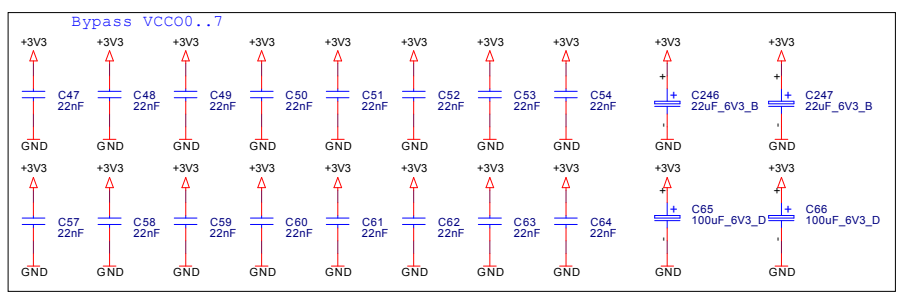 Bypass VCCO0..7
+3V3 +3V3 +3V3 +3V3 +3V3 +3V3 +3V3 +3V3 +3V3 +3V3
+ +
C47 C48 C49 C50 C51 C52 C53 C54 + C246 + C247
22nF 22nF 22nF 22nF 22nF 22nF 22nF 22nF 22uF_6V3_B 22uF_6V3_B
- -
GND GND GND GND GND GND GND GND GND GND
+3V3 +3V3 +3V3 +3V3 +3V3 +3V3 +3V3 +3V3 +3V3 +3V3
+ +
+ C65 + C66
100uF_6V3_D 100uF_6V3_D
C57 C58 C59 C60 C61 C62 C63 C64
22nF 22nF 22nF 22nF 22nF 22nF 22nF 22nF
- -
GND GND GND GND GND GND GND GND GND GND